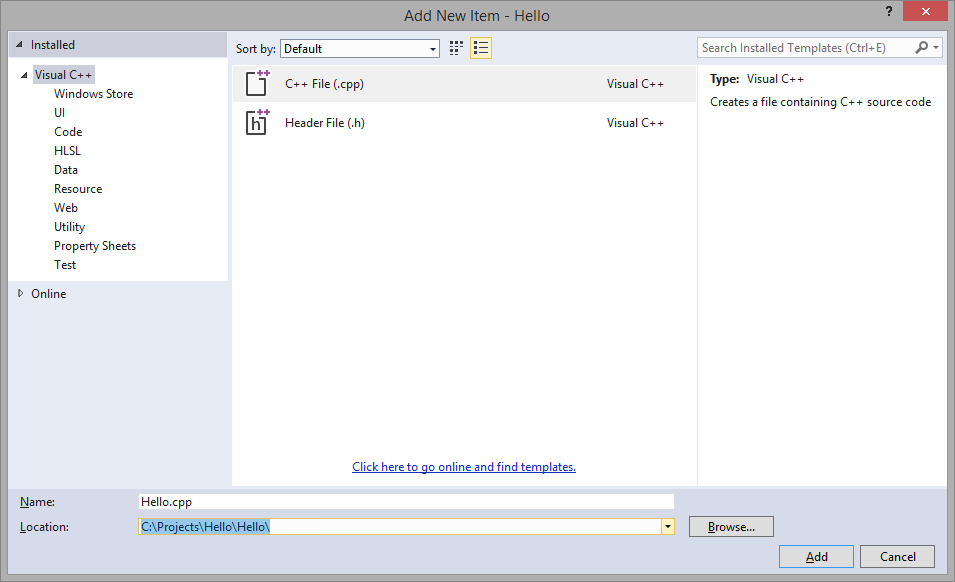 Add New Item - Hello
?
Installed
Visual C++
Windows Store
UI
Code
HLSL
Data
Resource
Web
Utility
Property Sheets
Test
Online
Sort by: Default
Search Installed Templates (Ctrl+E)
C++ File (.cpp) Visual C++
Header File (.h) Visual C++
Type: Visual C++
Creates a file containing C++ source code
Click here to go online and find templates.
Name: Hello.cpp
Location: C:\Projects\Hello\Hello\
Browse...
Add Cancel